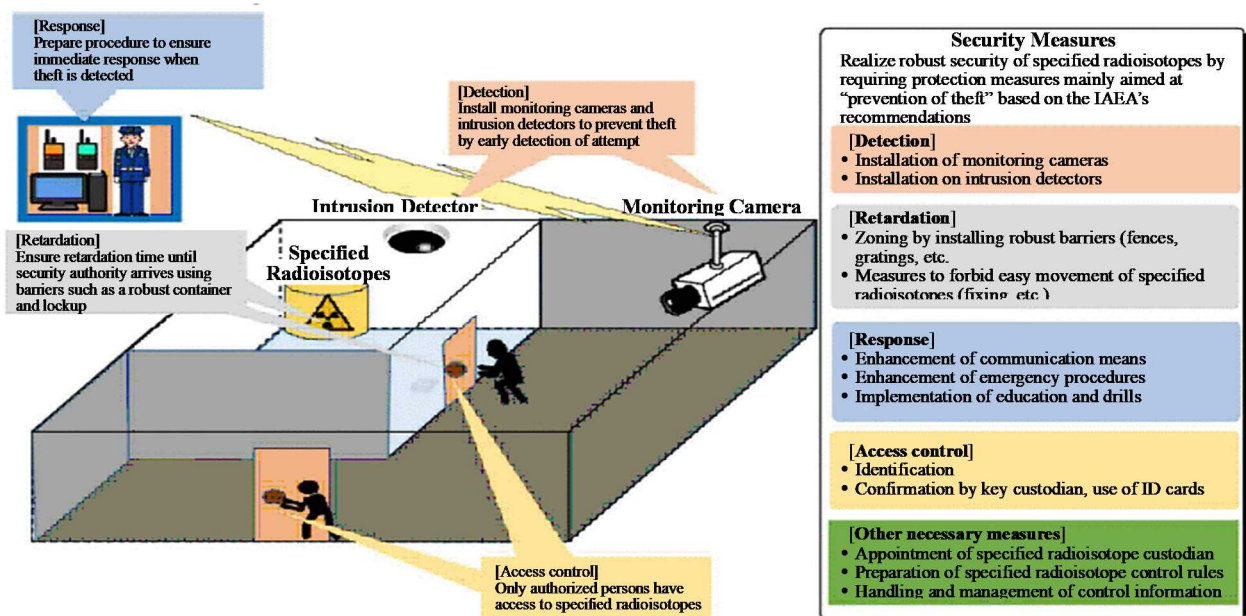 [Response]
Prepare procedure to ensure
immediate response when
theft is detected
[Detection]
Install monitoring cameras and
intrusion detectors to prevent theft
by early detection of attempt
Intrusion Detector
Monitoring Camera
[Retardation]
Ensure retardation time until
security authority arrives using
barriers such as a robust container
and lockup
Specified
Radioisotopes
[Access control]
Only authorized persons have
access to specified radioisotopes
Security Measures
Realize robust security of specified radioisotopes by
requiring protection measures mainly aimed at
“prevention of theft” based on the IAEA’s
recommendations
[Detection]
• Installation of monitoring cameras
• Installation on intrusion detectors
[Retardation]
• Zoning by installing robust barriers (fences,
gratings, etc.
• Measures to forbid easy movement of specified
radioisotopes (fixing, etc.)
[Response]
• Enhancement of communication means
• Enhancement of emergency procedures
• Implementation of education and drills
[Access control]
• Identification
• Confirmation by key custodian, use of ID cards
[Other necessary measures]
• Appointment of specified radioisotope custodian
• Preparation of specified radioisotope control rules
• Handling and management of control information